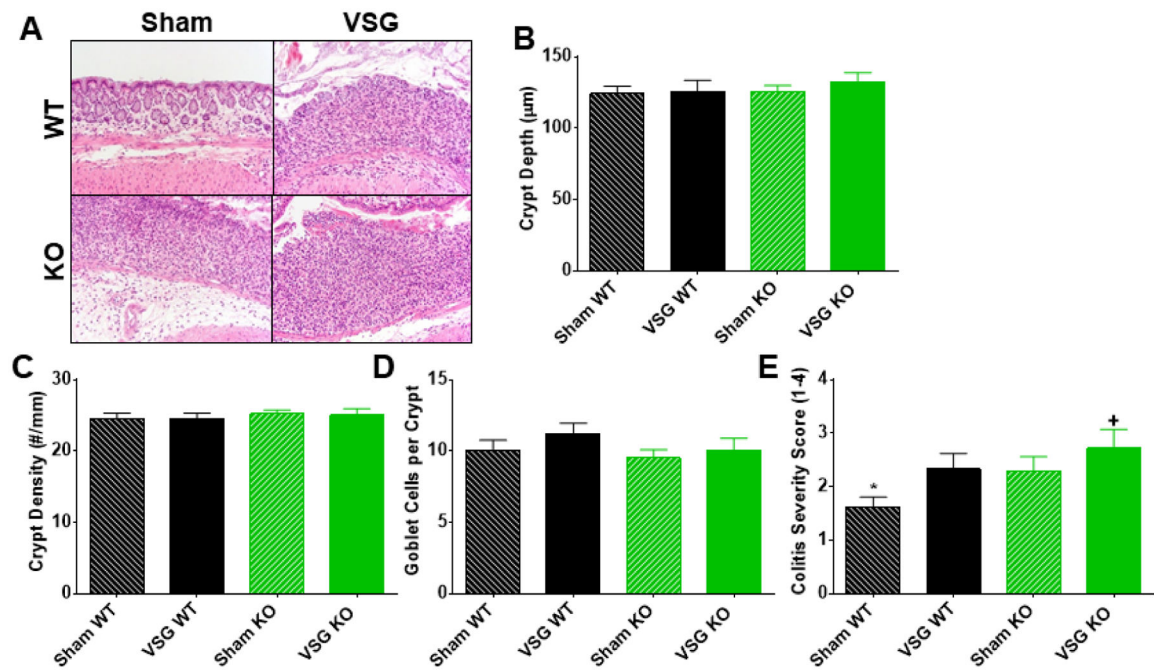 A
Sham
VSG
WT
KO
B
Crypt Depth (μm)
150
100
50
0
Sham WT
VSG WT
Sham KO
VSG KO
C
Crypt Density (#/mm)
30
20
10
0
Sham WT
VSG WT
Sham KO
VSG KO
D
Goblet Cells per Crypt
15
10
5
0
Sham WT
VSG WT
Sham KO
VSG KO
E
Colitis Severity Score (1-4)
4
3
2
1
0
*
+
Sham WT
VSG WT
Sham KO
VSG KO